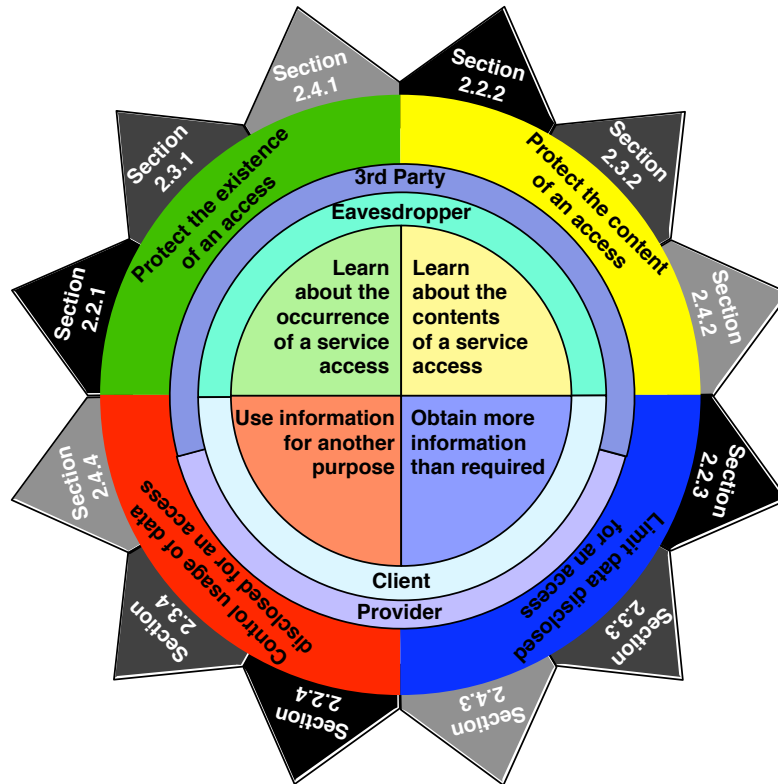 Section
2.4.1
Section
2.2.2
Section
2.3.1
Section
2.3.2
Section
2.2.1
Section
2.4.2
Protect the existence
of an access
Protect the content
of an access
3rd Party
Eavesdropper
Learn
about the
occurrence
of a service
access
Learn
about the
contents
of a service
access
Use information
for another
purpose
Obtain more
information
than required
Client
Provider
Control usage of data
disclosed for an access
Limit data disclosed
for an access
Section
2.4.4
Section
2.2.3
Section
2.3.4
Section
2.3.3
Section
2.2.4
Section
2.4.3